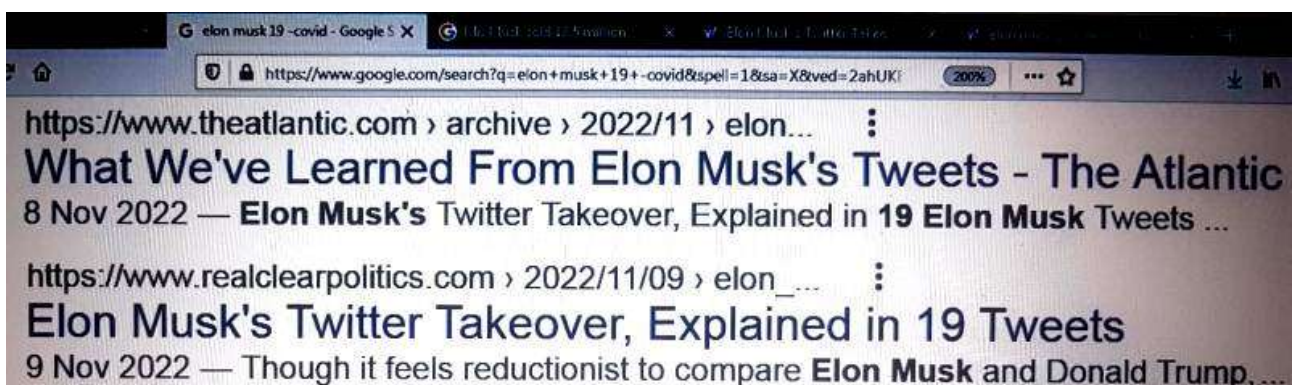 elon musk 19 -covid - Google S
https://www.google.com/search?q=elon+musk+19+-covid&spell=1&sa=X&ved=2ahUKE 200%
https://www.theatlantic.com › archive › 2022/11 › elon...
What We've Learned From Elon Musk's Tweets - The Atlantic
8 Nov 2022 — Elon Musk's Twitter Takeover, Explained in 19 Elon Musk Tweets ...
https://www.realclearpolitics.com › 2022/11/09 › elon_...
Elon Musk's Twitter Takeover, Explained in 19 Tweets
9 Nov 2022 — Though it feels reductionist to compare Elon Musk and Donald Trump, ...